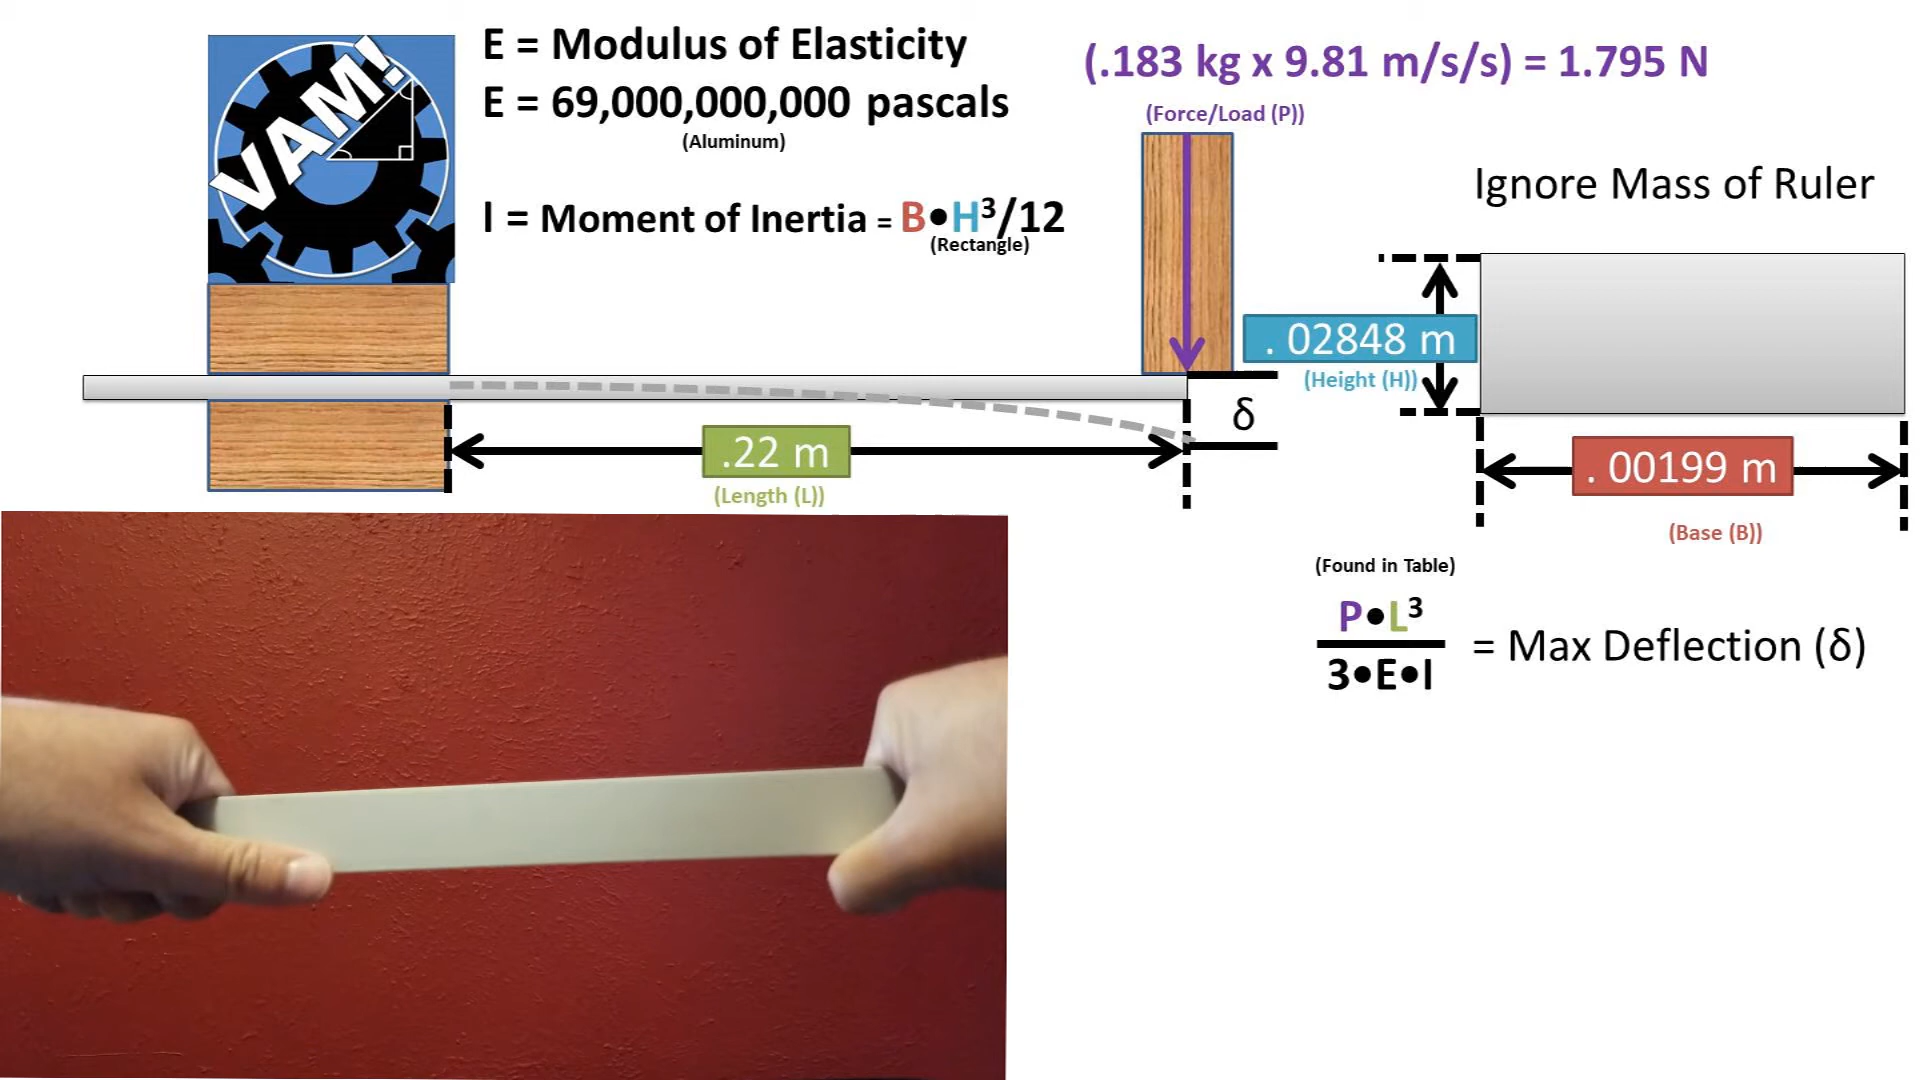 VAM!
E = Modulus of Elasticity
E = 69,000,000,000 pascals
(Aluminum)
I = Moment of Inertia = B•H³/12
(Rectangle)
(.183 kg x 9.81 m/s/s) = 1.795 N
(Force/Load (P))
Ignore Mass of Ruler
. 02848 m
(Height (H))
δ
.22 m
(Length (L))
. 00199 m
(Base (B))
(Found in Table)
P•L³
3•E•I
= Max Deflection (δ)